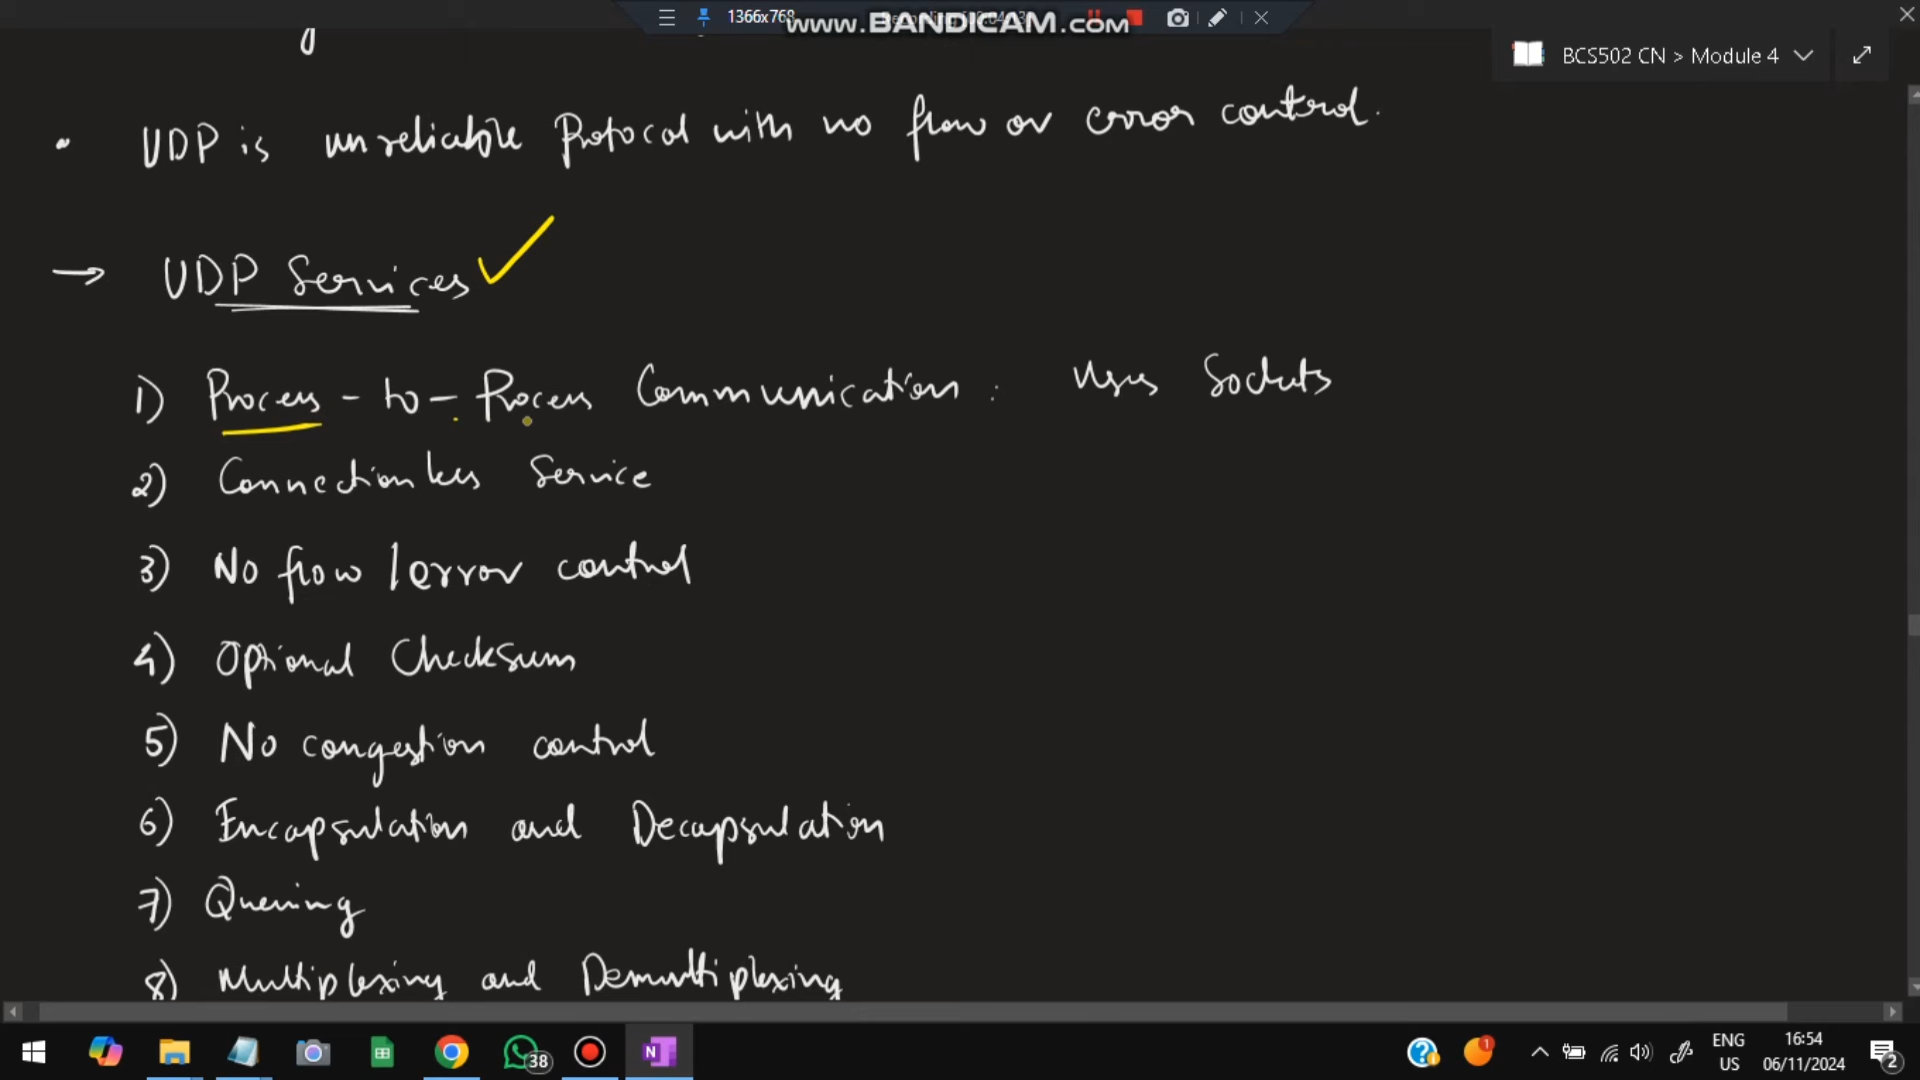 1366x768
www.BANDICAM.com
BCS502 CN > Module 4
• UDP is unreliable Protocol with no flow or error control.
→ UDP Services
1) Process - to - Process Communication : Uses Sockets
2) Connectionless Service
3) No flow / error control
4) Optional Checksum
5) No congestion control
6) Encapsulation and Decapsulation
7) Queuing
8) Multiplexing and Demultiplexing
38
N
1
ENG
US
16:54
06/11/2024
2